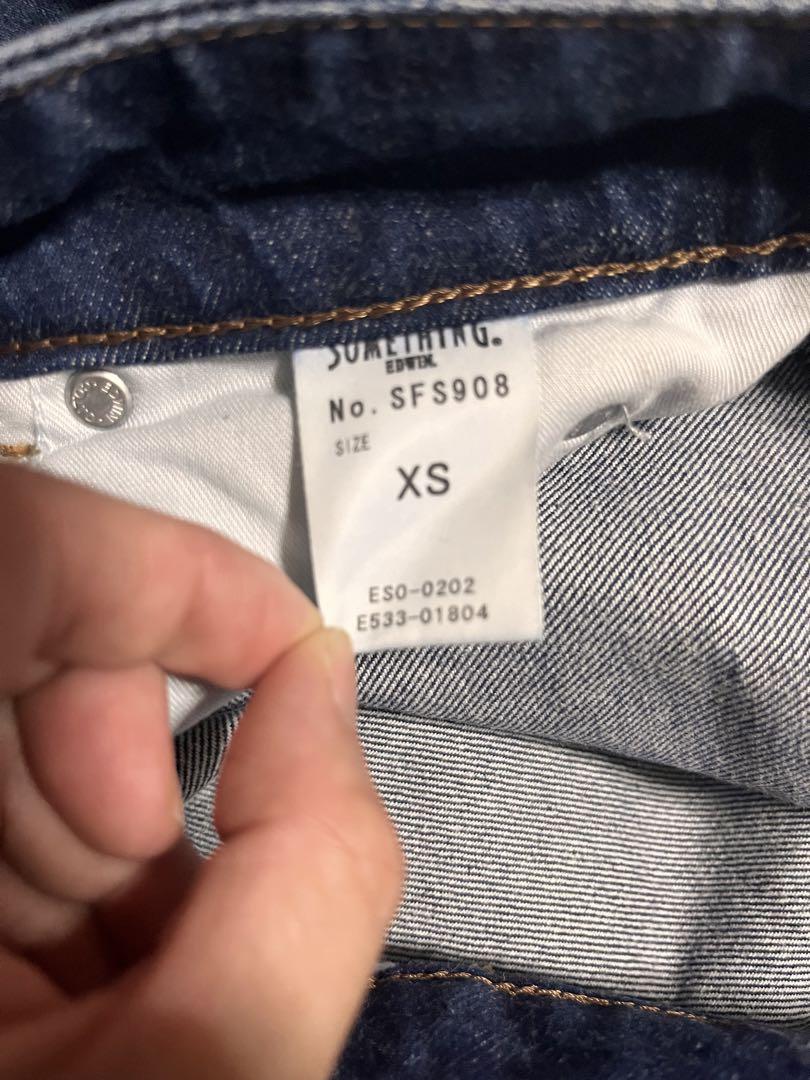 SOMETHING.
EDWIN.
No. SFS908
SIZE
XS
ES0-0202
E533-01804